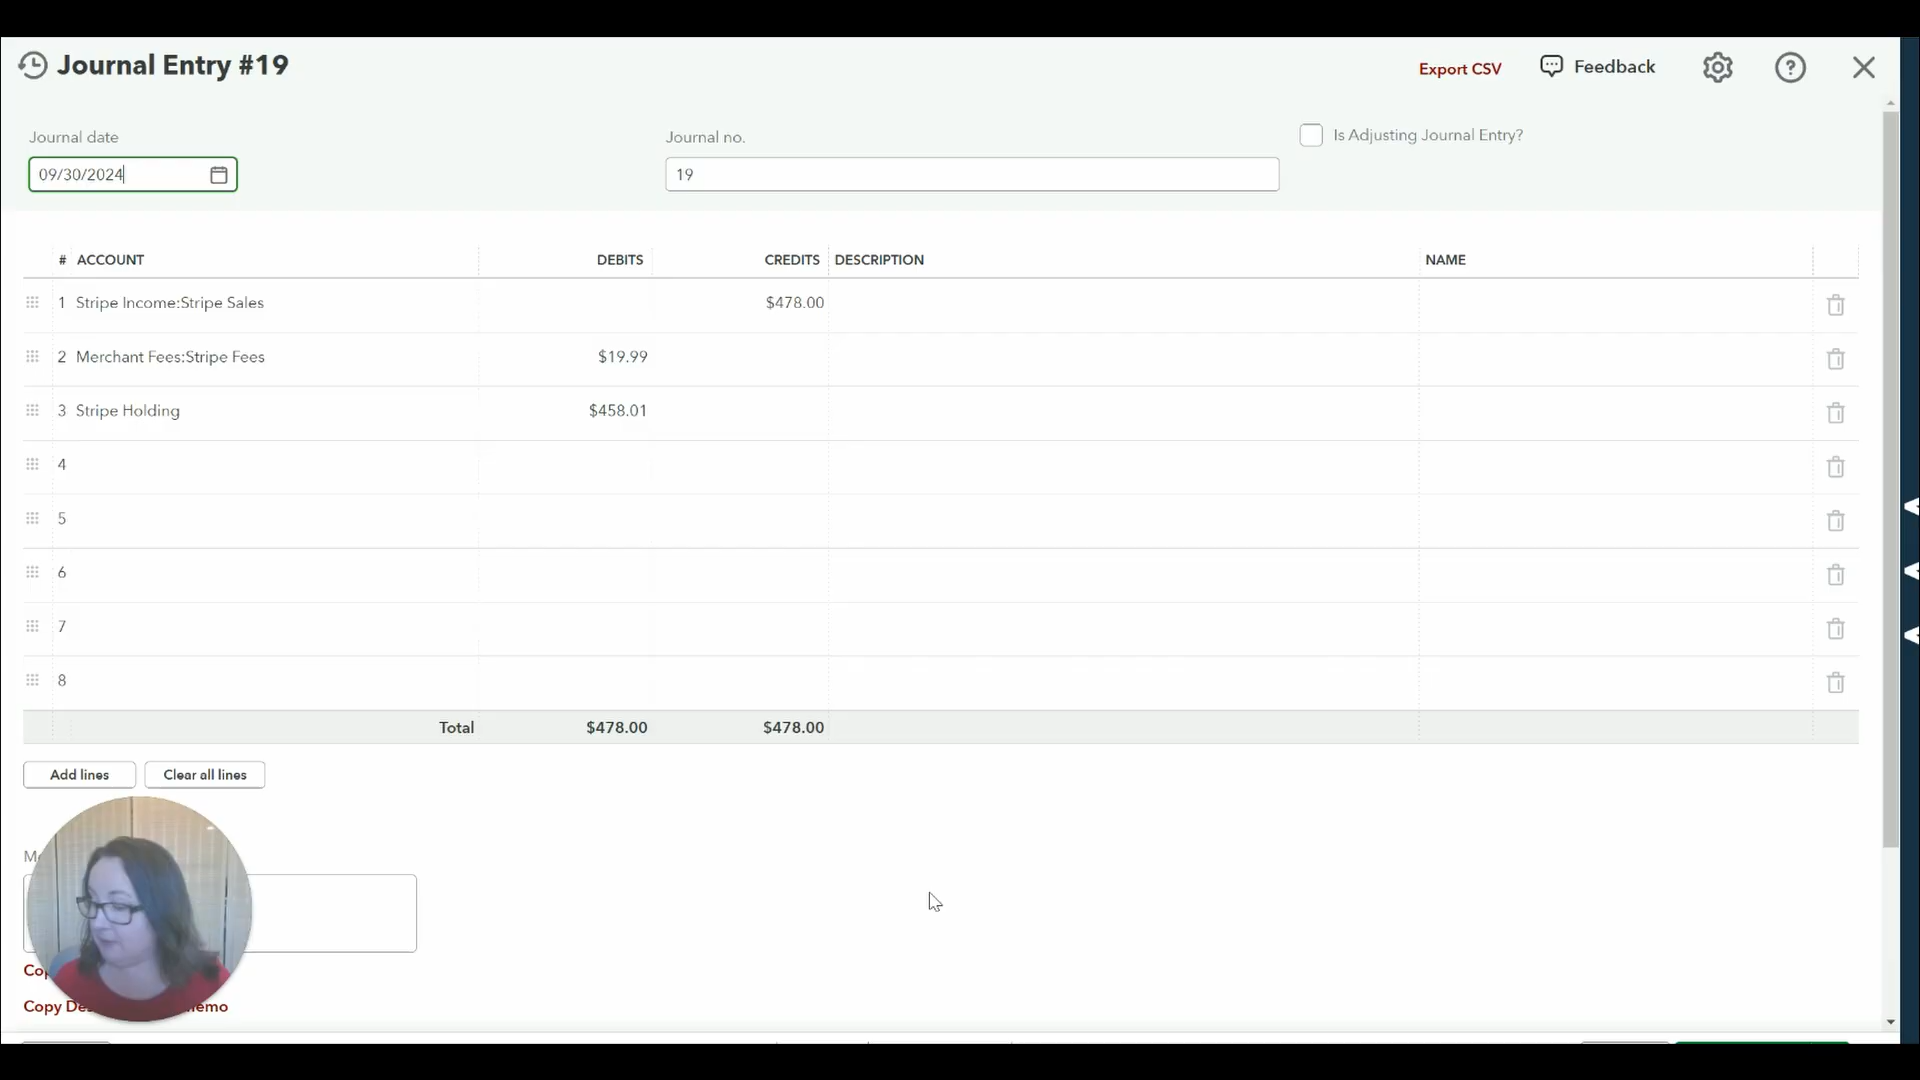 Journal Entry #19
Export CSV
Feedback
Journal date
09/30/2024
Journal no.
19
Is Adjusting Journal Entry?
# ACCOUNT DEBITS CREDITS DESCRIPTION NAME
1 Stripe Income:Stripe Sales $478.00
2 Merchant Fees:Stripe Fees $19.99
3 Stripe Holding $458.01
4
5
6
7
8
Total $478.00 $478.00
Add lines
Clear all lines